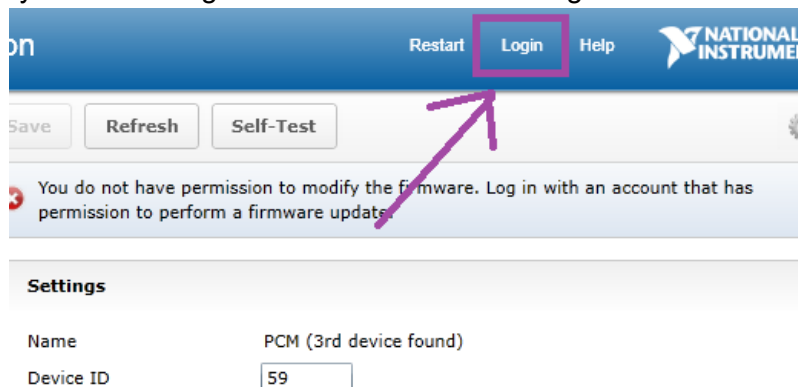 on
Restart Login Help NATIONAL
INSTRUME
Save Refresh Self-Test
You do not have permission to modify the firmware. Log in with an account that has
permission to perform a firmware update.
Settings
Name PCM (3rd device found)
Device ID 59